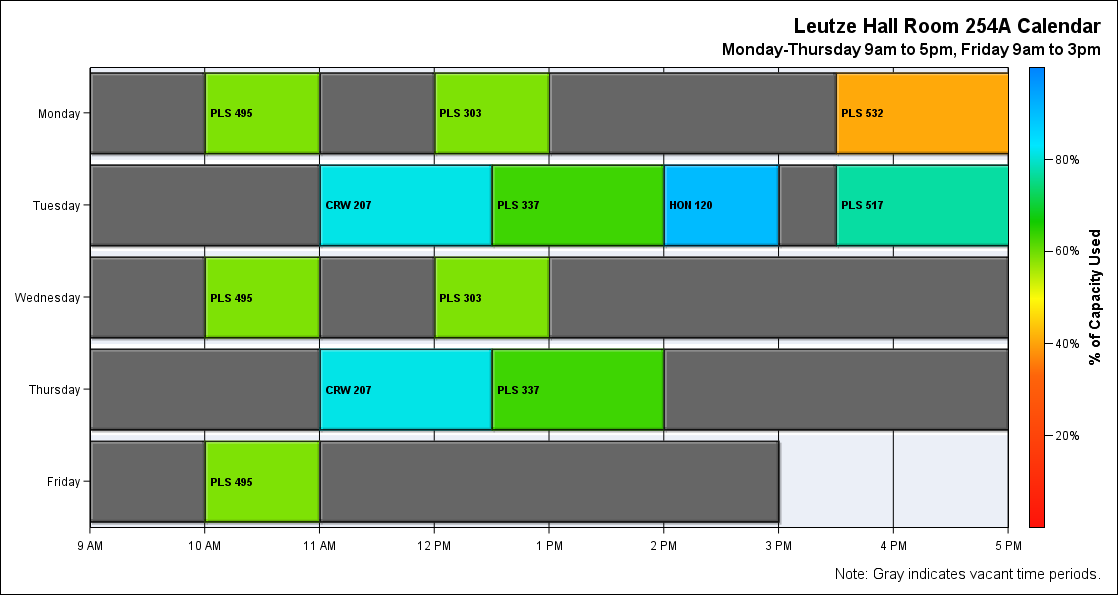 Leutze Hall Room 254A Calendar
Monday-Thursday 9am to 5pm, Friday 9am to 3pm
Monday
PLS 495
PLS 303
PLS 532
Tuesday
CRW 207
PLS 337
HON 120
PLS 517
Wednesday
PLS 495
PLS 303
Thursday
CRW 207
PLS 337
Friday
PLS 495
9 AM 10 AM 11 AM 12 PM 1 PM 2 PM 3 PM 4 PM 5 PM
80%
60%
40%
20%
% of Capacity Used
Note: Gray indicates vacant time periods.